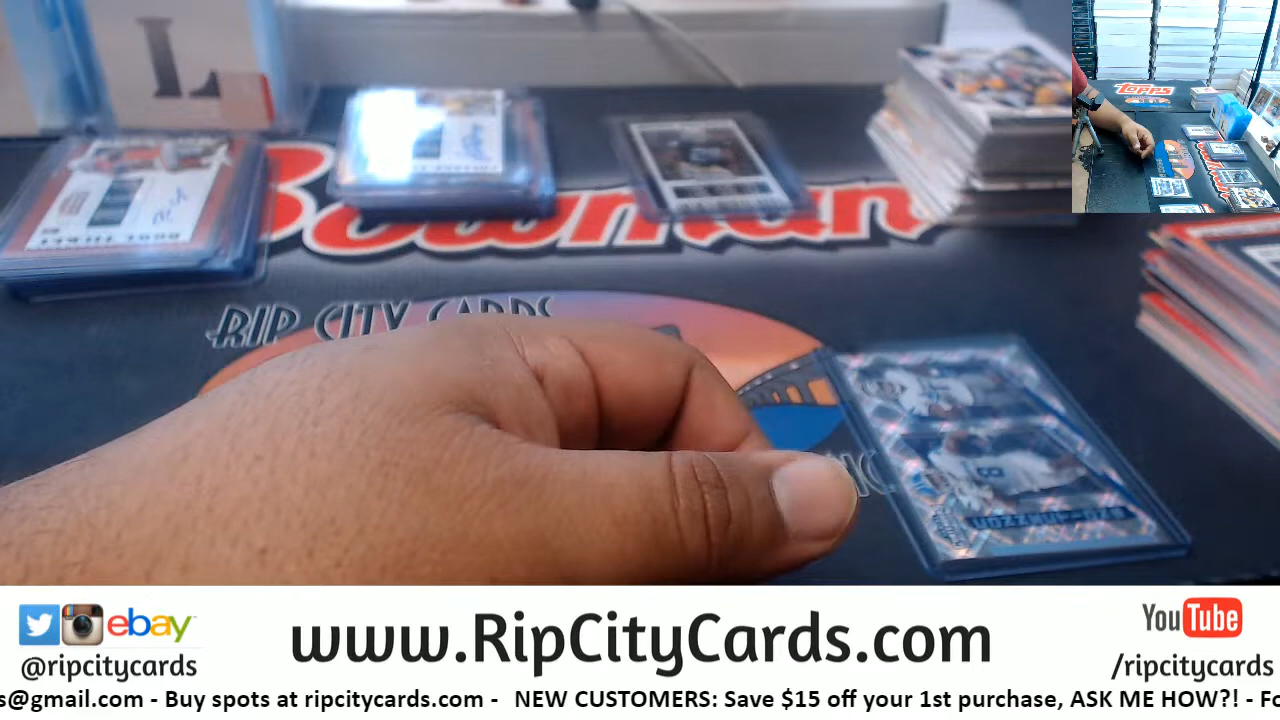 L
Topps
Bowman
RIP CITY CARDS
ebay
@ripcitycards
www.RipCityCards.com
YouTube
/ripcitycards
s@gmail.com - Buy spots at ripcitycards.com - NEW CUSTOMERS: Save $15 off your 1st purchase, ASK ME HOW?! - Fo